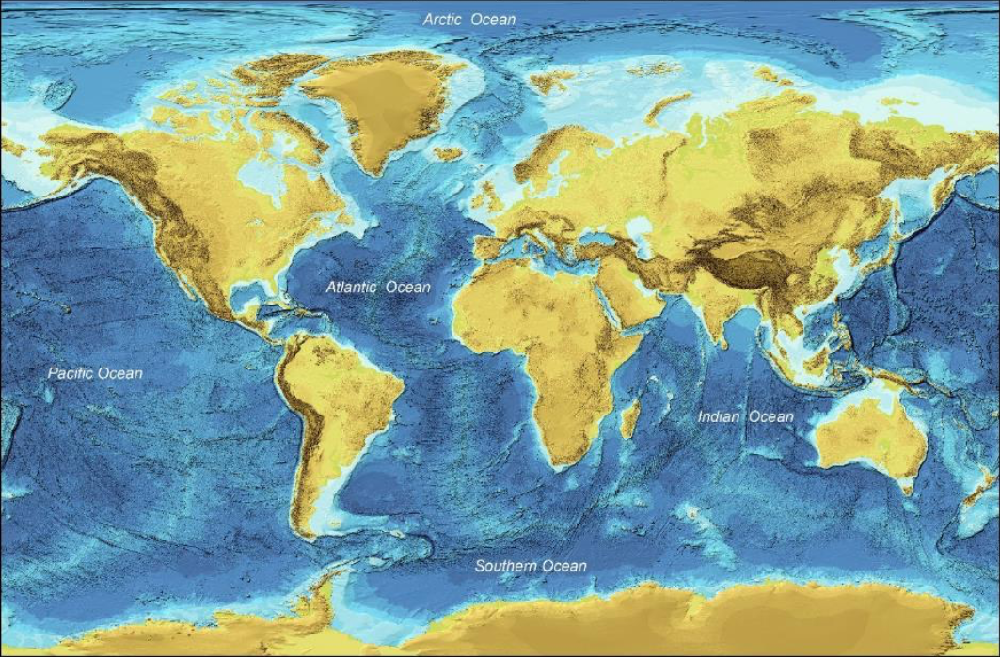 Arctic Ocean
Atlantic Ocean
Pacific Ocean
Indian Ocean
Southern Ocean